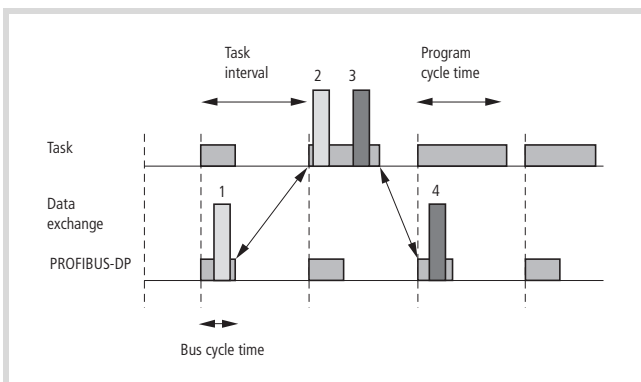 Task
interval
2
3
Program
cycle time
Task
1
Data
exchange
4
PROFIBUS-DP
Bus cycle time